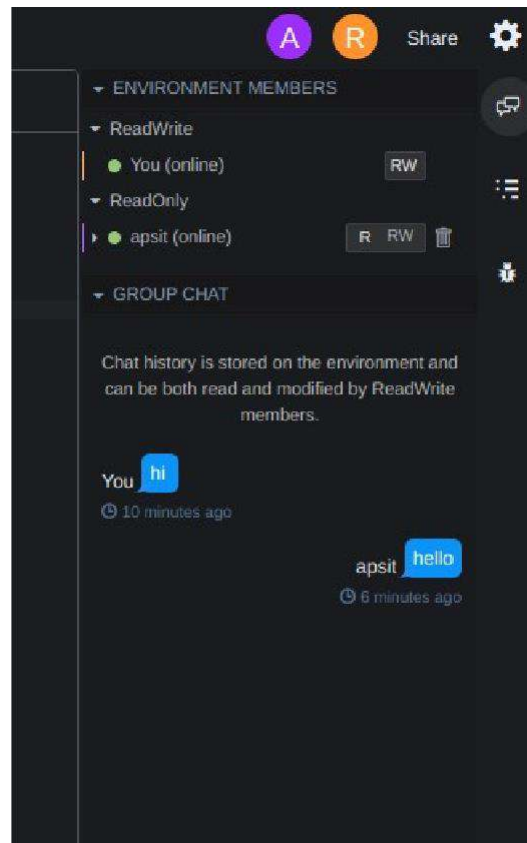 A R Share
ENVIRONMENT MEMBERS
ReadWrite
You (online) RW
ReadOnly
apsit (online) R RW
GROUP CHAT
Chat history is stored on the environment and
can be both read and modified by ReadWrite
members.
You hi
10 minutes ago
apsit hello
6 minutes ago